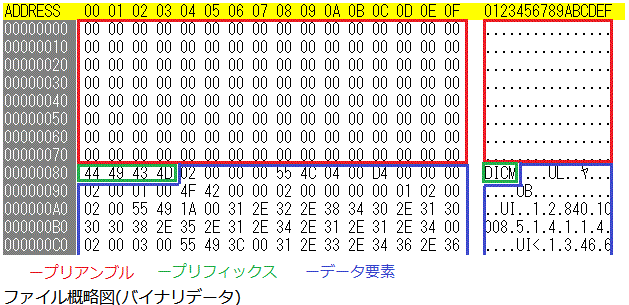 ADDRESS 00 01 02 03 04 05 06 07 08 09 0A 0B 0C 0D 0E 0F 0123456789ABCDEF
00000000 00 00 00 00 00 00 00 00 00 00 00 00 00 00 00 00 ................
00000010 00 00 00 00 00 00 00 00 00 00 00 00 00 00 00 00 ................
00000020 00 00 00 00 00 00 00 00 00 00 00 00 00 00 00 00 ................
00000030 00 00 00 00 00 00 00 00 00 00 00 00 00 00 00 00 ................
00000040 00 00 00 00 00 00 00 00 00 00 00 00 00 00 00 00 ................
00000050 00 00 00 00 00 00 00 00 00 00 00 00 00 00 00 00 ................
00000060 00 00 00 00 00 00 00 00 00 00 00 00 00 00 00 00 ................
00000070 00 00 00 00 00 00 00 00 00 00 00 00 00 00 00 00 ................
00000080 44 49 43 4D 02 00 00 00 55 4C 04 00 D4 00 00 00 DICM....UL..ヤ...
00000090 02 00 01 00 4F 42 00 00 02 00 00 00 00 01 02 00 ....OB..........
000000A0 02 00 55 49 1A 00 31 2E 32 2E 38 34 30 2E 31 30 ..UI..1.2.840.10
000000B0 30 38 2E 35 2E 31 2E 34 2E 31 2E 31 2E 34 00 008.5.1.4.1.1.4.
000000C0 02 00 03 00 55 49 3C 00 31 2E 33 2E 34 36 2E 36 ....UI<.1.3.46.6
ープリアンブル ープリフィックス ーデータ要素
ファイル概略図(バイナリデータ)